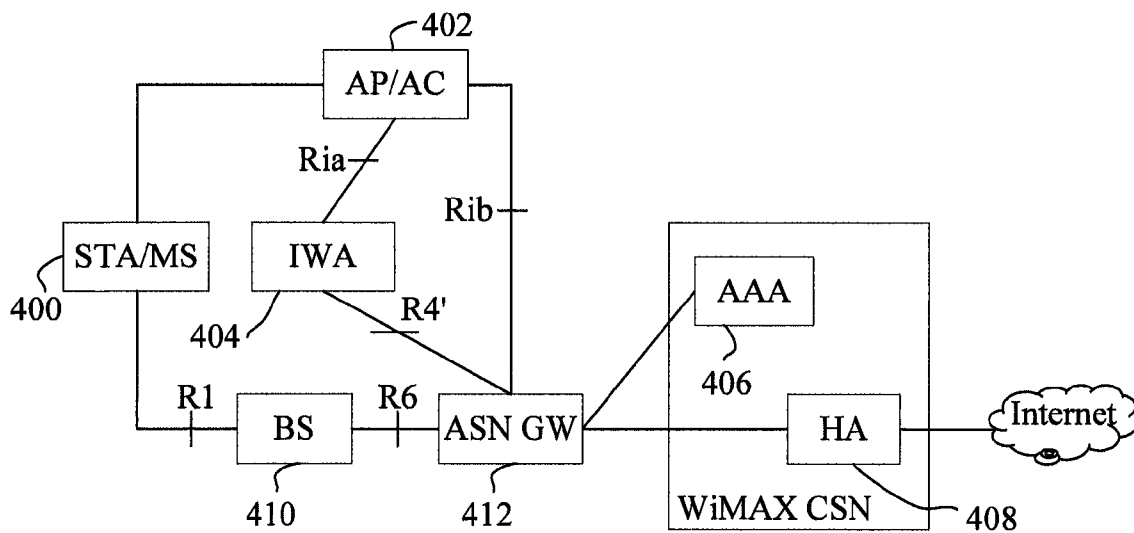 402
AP/AC
Ria
Rib
STA/MS
400
IWA
404
R4'
AAA
406
R1
BS
410
R6
ASN GW
412
HA
408
WiMAX CSN
Internet